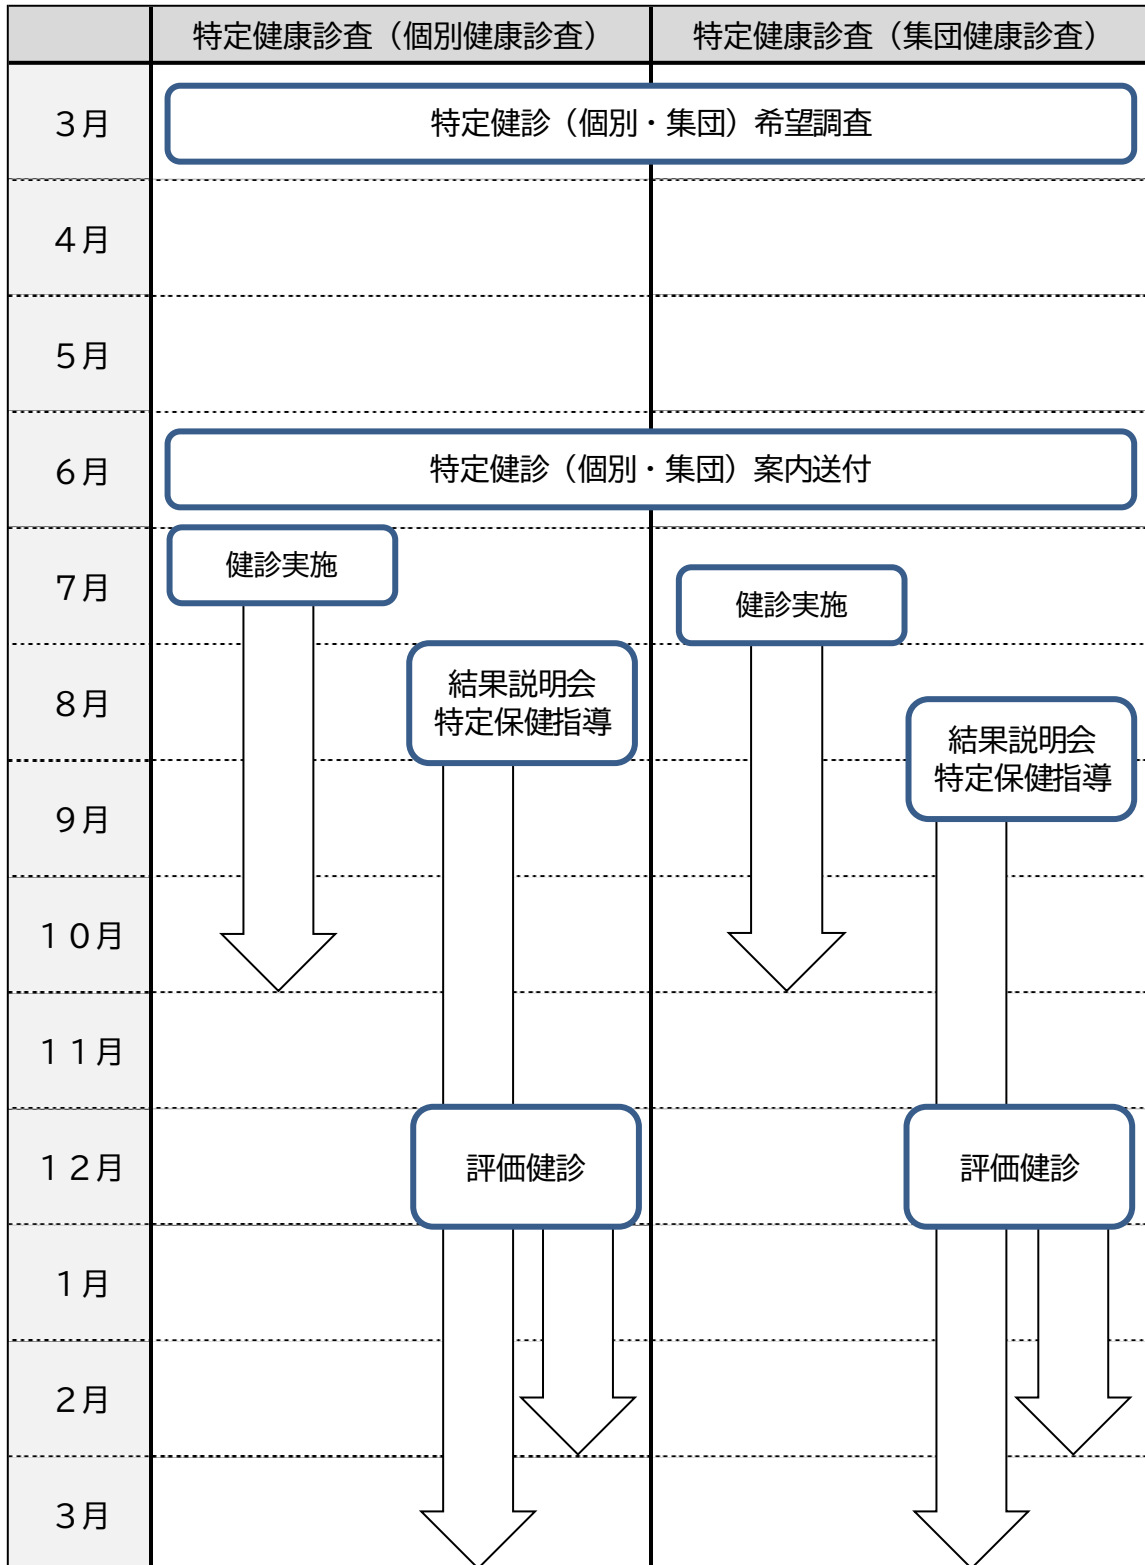 特定健康診査（個別健康診査）
特定健康診査（集団健康診査）
３月
特定健診（個別・集団）希望調査
４月
５月
６月
特定健診（個別・集団）案内送付
７月
健診実施
健診実施
８月
結果説明会
特定保健指導
結果説明会
特定保健指導
９月
１０月
１１月
１２月
評価健診
評価健診
１月
２月
３月